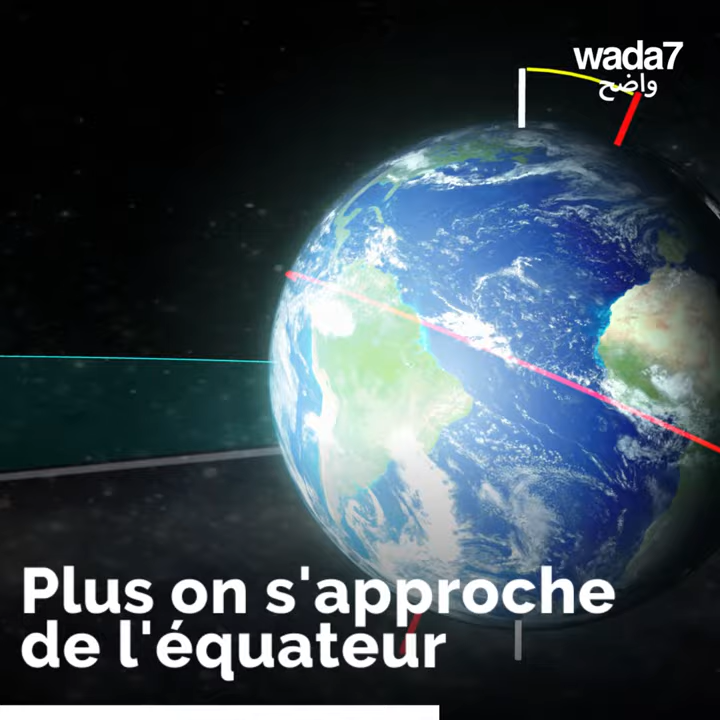 wada7
واضح
Plus on s'approche
de l'équateur